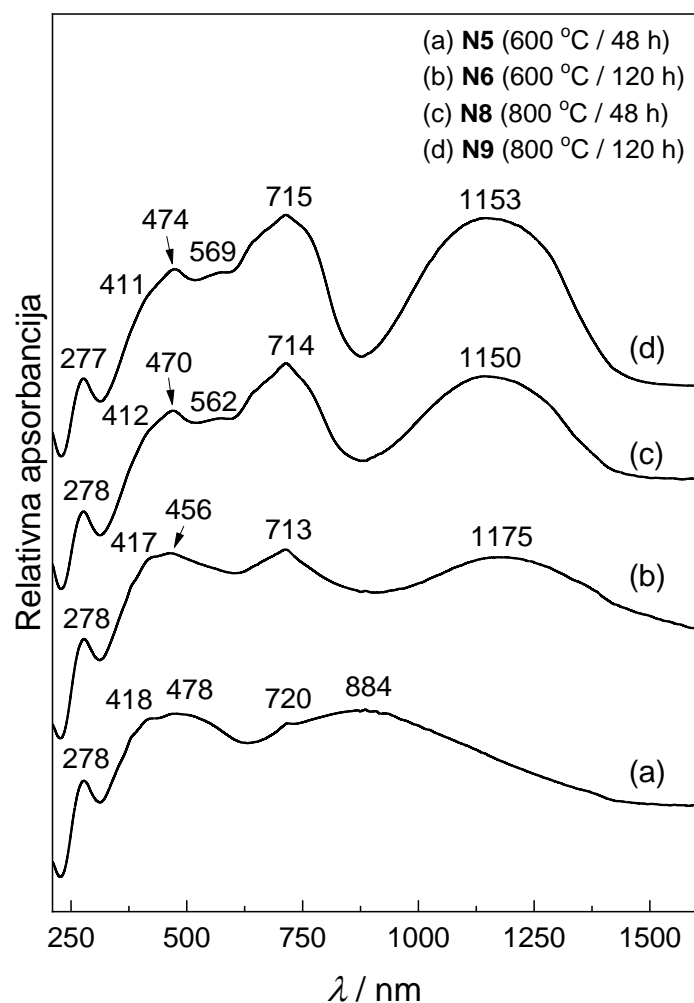 (a) N5 (600 °C / 48 h)
(b) N6 (600 °C / 120 h)
(c) N8 (800 °C / 48 h)
(d) N9 (800 °C / 120 h)
715
1153
474
569
411
277
(d)
714
1150
470
562
412
278
(c)
456
417
713
1175
278
(b)
418
478
720
884
278
(a)
Relativna apsorbancija
250 500 750 1000 1250 1500
λ / nm